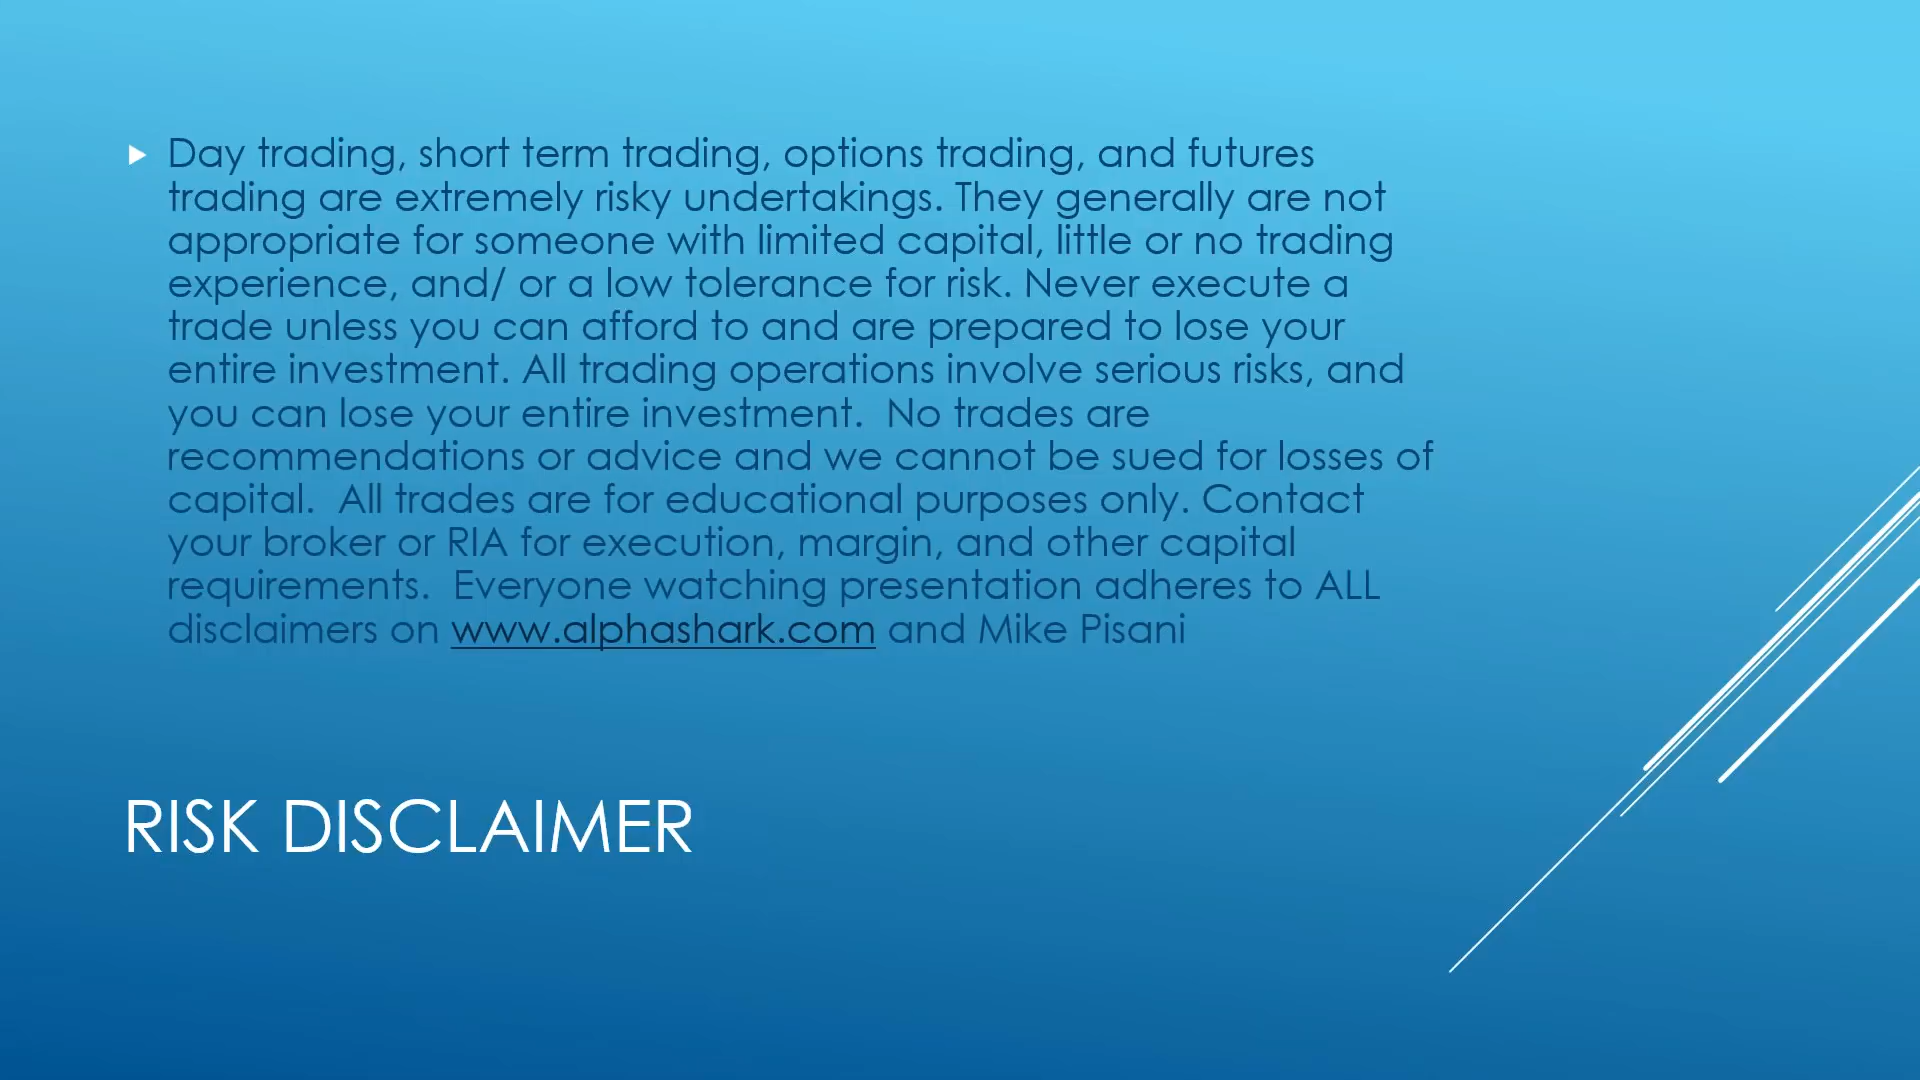 Day trading, short term trading, options trading, and futures
trading are extremely risky undertakings. They generally are not
appropriate for someone with limited capital, little or no trading
experience, and/ or a low tolerance for risk. Never execute a
trade unless you can afford to and are prepared to lose your
entire investment. All trading operations involve serious risks, and
you can lose your entire investment.  No trades are
recommendations or advice and we cannot be sued for losses of
capital.  All trades are for educational purposes only. Contact
your broker or RIA for execution, margin, and other capital
requirements.  Everyone watching presentation adheres to ALL
disclaimers on www.alphashark.com and Mike Pisani
RISK DISCLAIMER